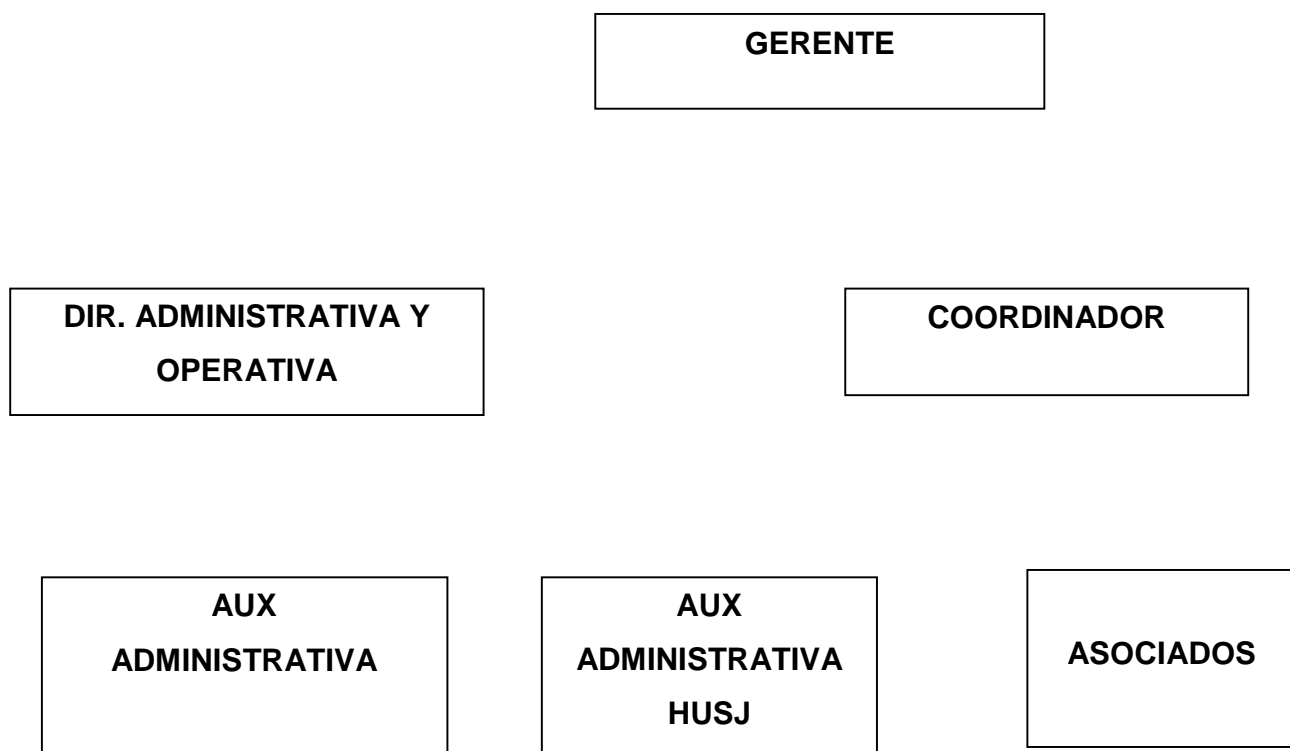 GERENTE
DIR. ADMINISTRATIVA Y
OPERATIVA
COORDINADOR
AUX
ADMINISTRATIVA
AUX
ADMINISTRATIVA
HUSJ
ASOCIADOS